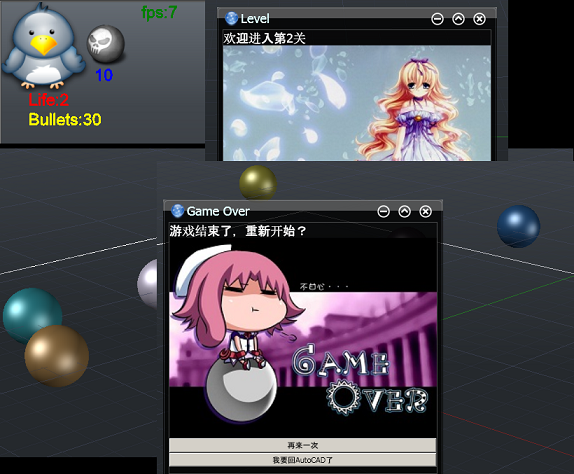 fps:7
10
Life:2
Bullets:30
Level
欢迎进入第2关
Game Over
游戏结束了，重新开始？
不甘心・・・
GAME
OVER
再来一次
我要回AutoCAD了